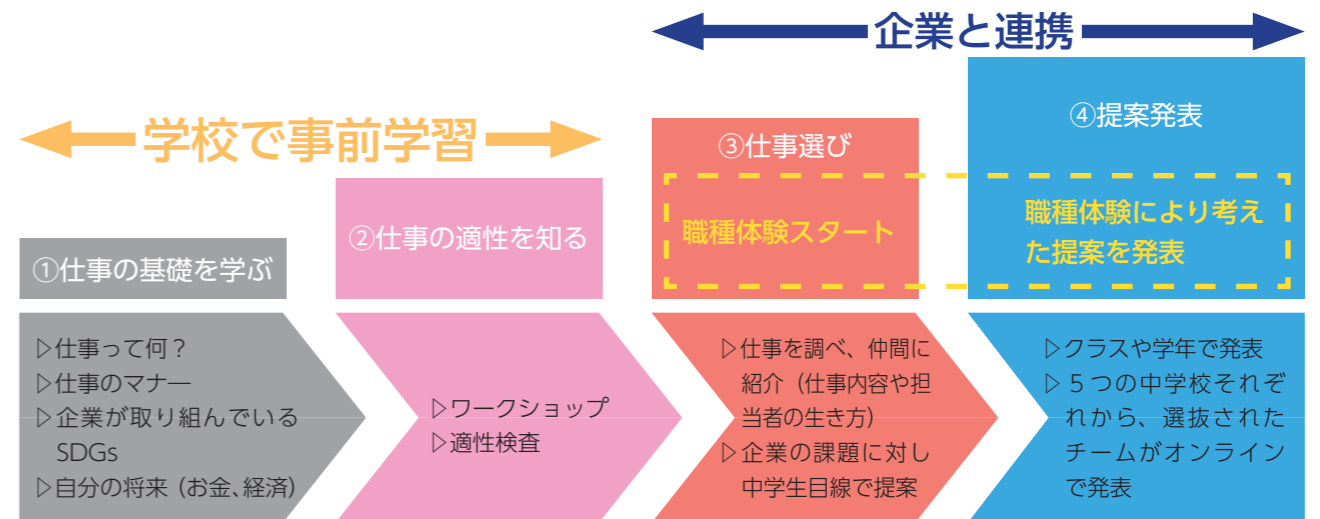 企業と連携
学校で事前学習
①仕事の基礎を学ぶ
②仕事の適性を知る
③仕事選び
職種体験スタート
④提案発表
職種体験により考え
た提案を発表
▷仕事って何？
▷仕事のマナー
▷企業が取り組んでいる
SDGs
▷自分の将来（お金、経済）
▷ワークショップ
▷適性検査
▷仕事を調べ、仲間に
紹介（仕事内容や担
当者の生き方）
▷企業の課題に対し
中学生目線で提案
▷クラスや学年で発表
▷５つの中学校それぞ
れから、選抜された
チームがオンライン
で発表